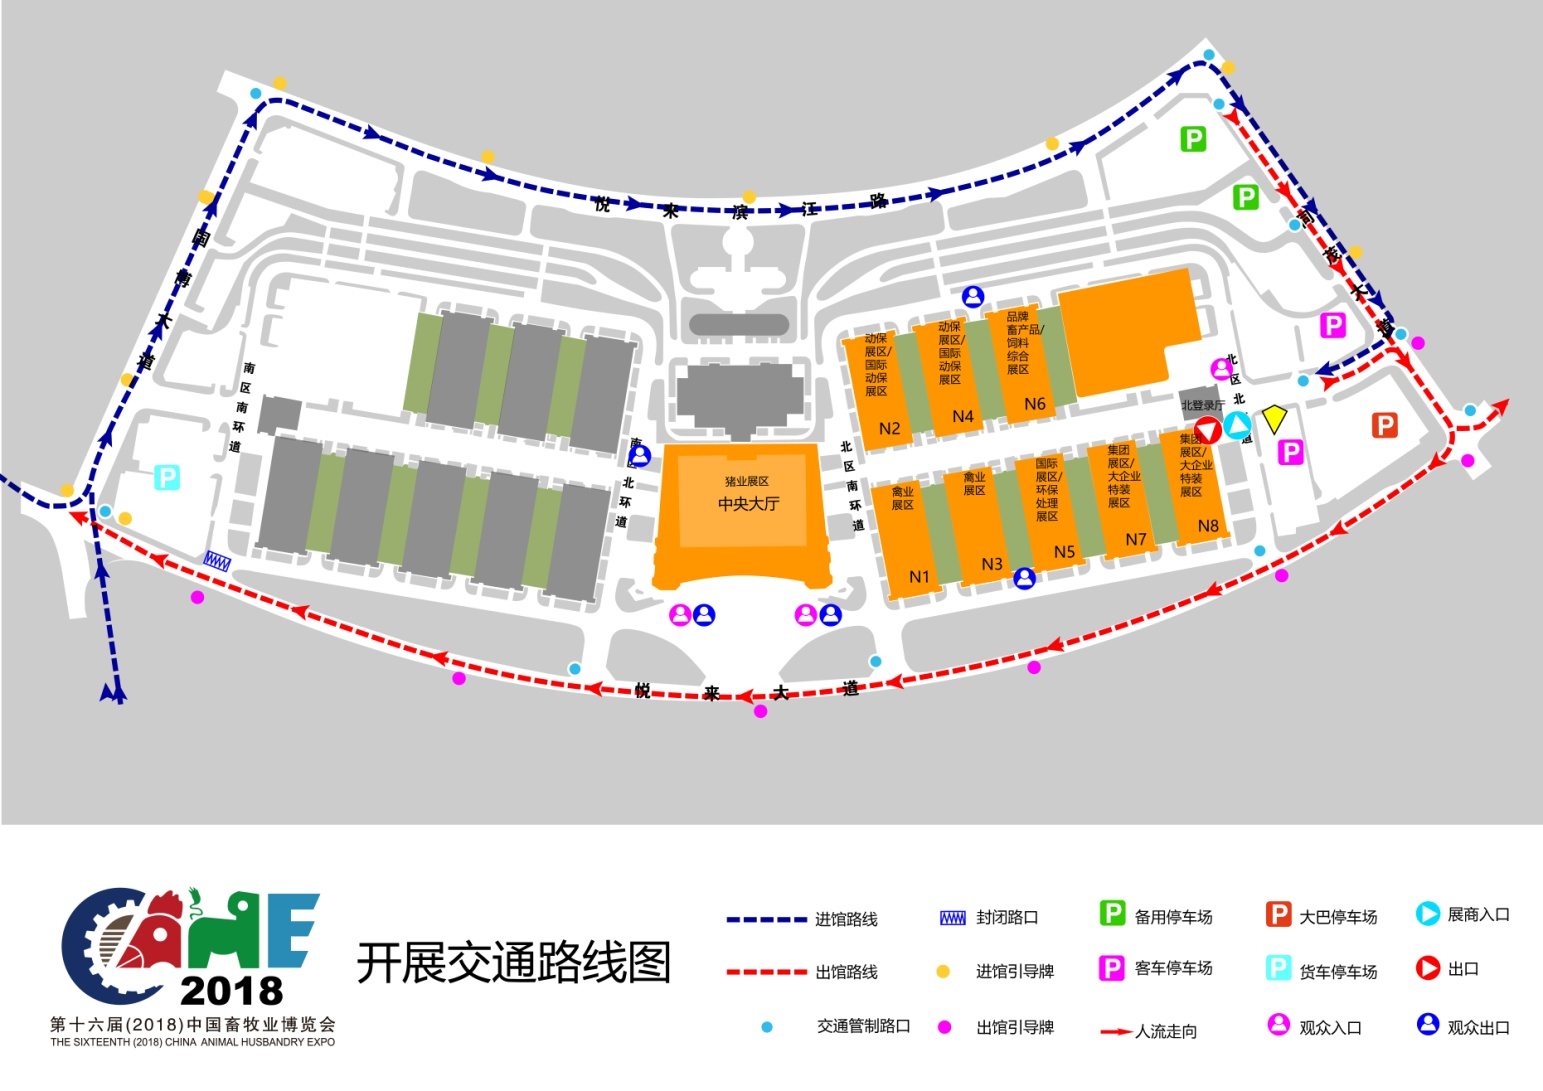 悦来滨江路
国博大道
高茂大道
南区南环道
南区北环道
北区南环道
北区北环道
悦来大道
P
P
P
P
P
P
动保
展区/
国际
动保
展区
N2
动保
展区/
国际
动保
展区
N4
品牌
畜产品/
饲料
综合
展区
N6
北登录厅
猪业展区
中央大厅
禽业
展区
N1
禽业
展区
N3
国际
展区/
环保
处理
展区
N5
集团
展区/
大企业
特装
展区
N7
集团
展区/
大企业
特装
展区
N8
CAHE
2018
第十六届(2018)中国畜牧业博览会
THE SIXTEENTH (2018) CHINA ANIMAL HUSBANDRY EXPO
开展交通路线图
进馆路线
封闭路口
P 备用停车场
P 大巴停车场
展商入口
出馆路线
进馆引导牌
P 客车停车场
P 货车停车场
出口
交通管制路口
出馆引导牌
人流走向
观众入口
观众出口